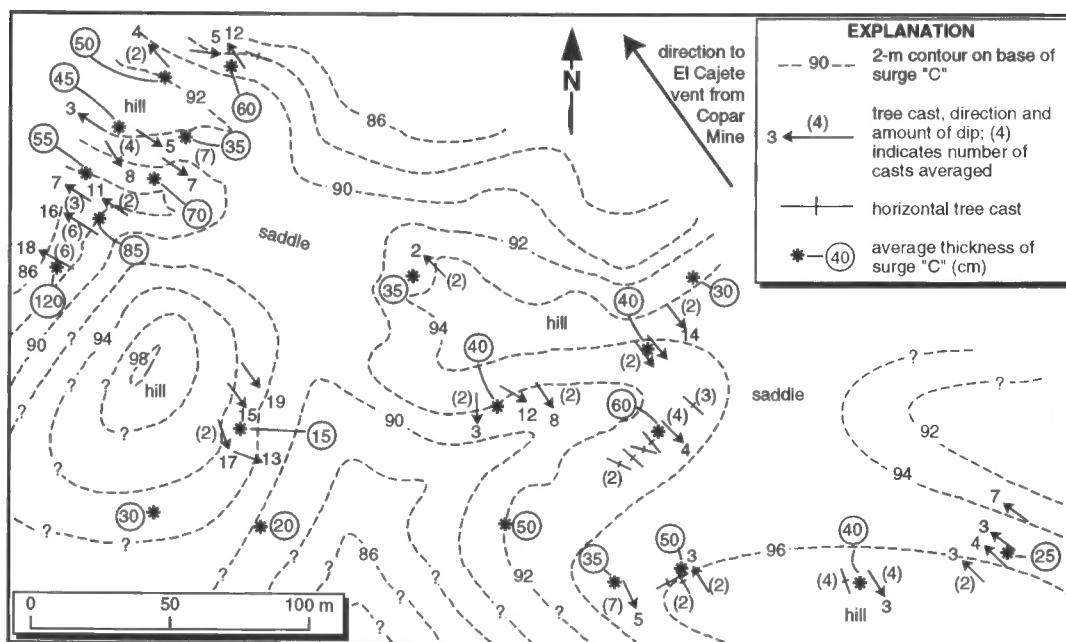 EXPLANATION
90 2-m contour on base of
surge "C"
3 (4) tree cast, direction and
amount of dip; (4)
indicates number of
casts averaged
horizontal tree cast
40 average thickness of
surge "C" (cm)
N
direction to
El Cajete
vent from
Copar
Mine
4 5 12
50 (2)
45 92 60
hill 86
3 (4) 5 35
55 (7)
8 7
7 11 70 90
16 (3) (2)
(6) saddle
18 (6) 85 92
86 2
120 35 (2) 30
90 hill 40 (2)
94 94 4
98 40 (2)
hill saddle
(2) (2) 60 (3)
19 12 8 (4)
15 90 3 92
(2) 15 4
17 13 (2) 94
7
30 20 50 40 3
50 96 4
86 35 3 3 25
92 (2) (4) (4) (2)
(7) (2) 3
5 hill
? ? ? ? ? ? ? ? ? ? ? ? ? ? ?
0 50 100 m